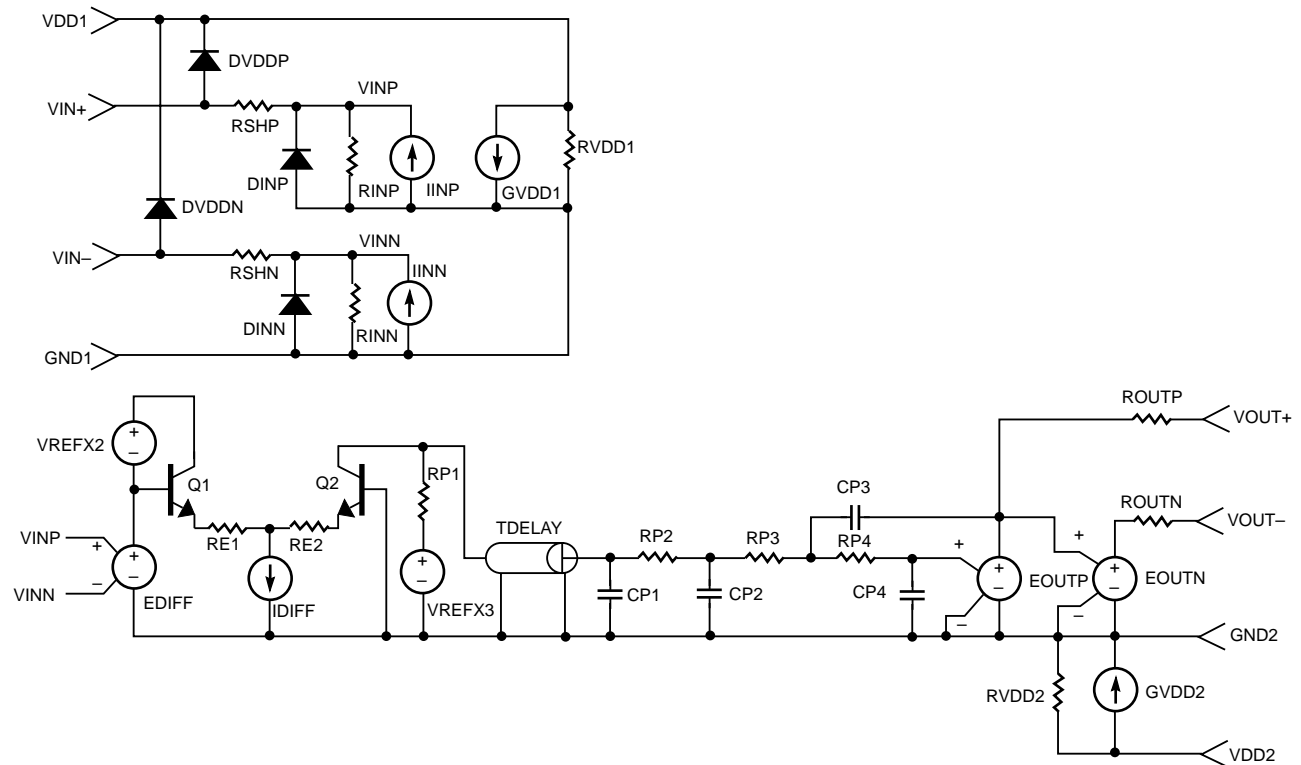 VDD1
DVDDP
VINP
VIN+
RSHP
RVDD1
DINP
RINP
IINP
GVDD1
DVDDN
VINN
VIN–
IINN
RSHN
DINN
RINN
GND1
ROUTP
VOUT+
VREFX2
+
–
Q1
Q2
RP1
CP3
ROUTN
VOUT–
TDELAY
RE1
RE2
RP2
RP3
RP4
+
+
VINP
+
+
–
+
–
+
–
+
–
VINN
–
EDIFF
IDIFF
VREFX3
CP1
CP2
CP4
EOUTP
EOUTN
–
–
GND2
RVDD2
GVDD2
VDD2